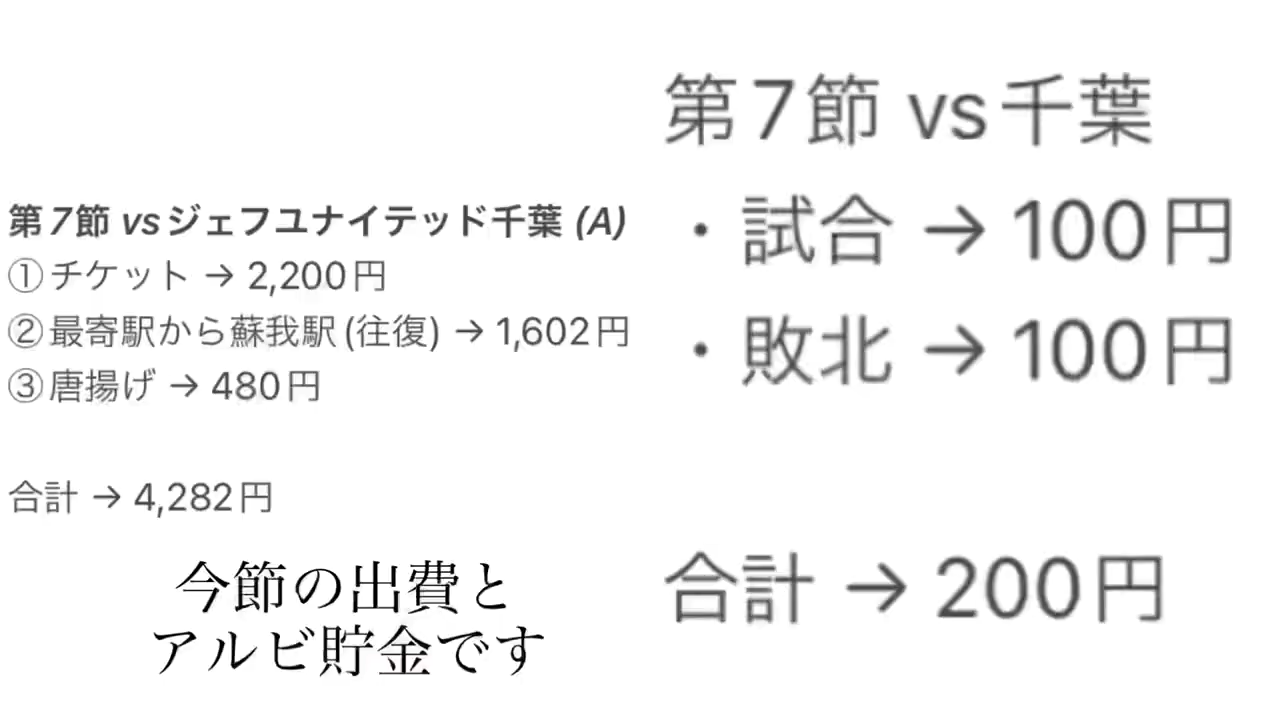 第7節 vsジェフユナイテッド千葉 (A)
①チケット → 2,200円
②最寄駅から蘇我駅(往復) → 1,602円
③唐揚げ → 480円
合計 → 4,282円
今節の出費と
アルビ貯金です
第7節 vs千葉
・試合 → 100円
・敗北 → 100円
合計 → 200円